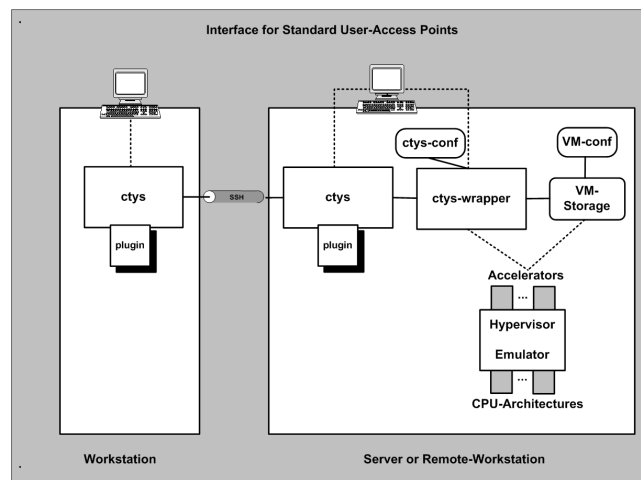 Interface for Standard User-Access Points
ctys-conf
VM-conf
ctys
SSH
ctys
ctys-wrapper
VM-
Storage
plugin
plugin
Accelerators
...
Hypervisor
Emulator
...
CPU-Architectures
Workstation
Server or Remote-Workstation